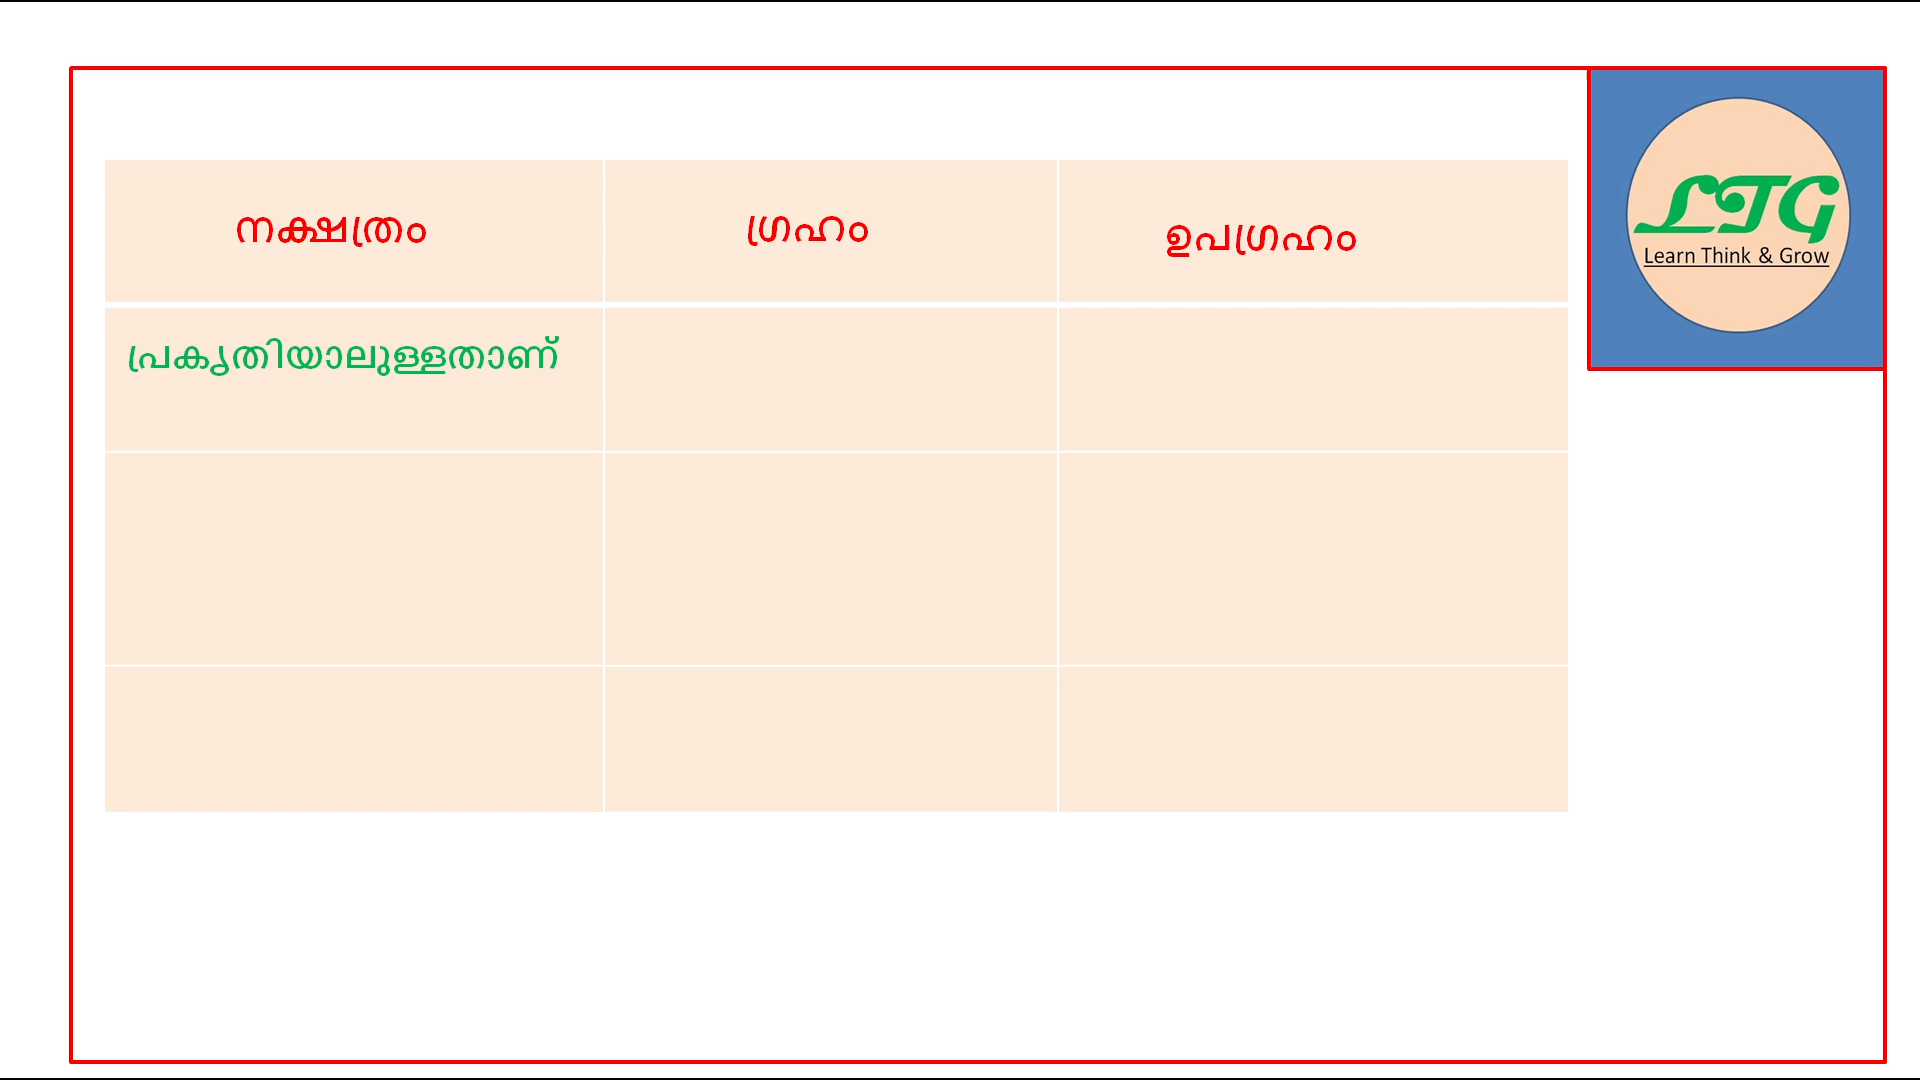 നക്ഷത്രം
ഗ്രഹം
ഉപഗ്രഹം
പ്രകൃതിയാലുള്ളതാണ്
LTG
Learn Think & Grow